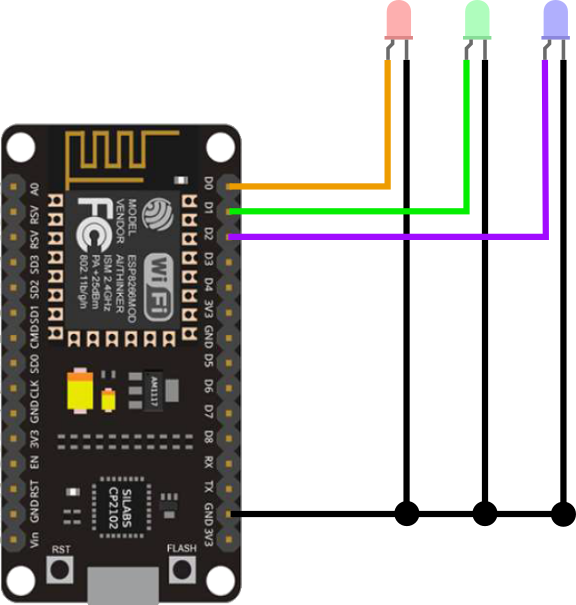 A0
RSV
RSV
SD3
SD2
SD1
CMD
SD0
CLK
GND
3V3
EN
RST
GND
Vin
MODEL
VENDOR
ESP8266MOD
AI/THINKER
ISM 2.4GHz
PA +25dBm
802.11b/g/n
FC
Wi Fi
D0
D1
D2
D3
D4
3V3
GND
D5
D6
D7
D8
RX
TX
GND
3V3
AM1117
SILABS
CP2102
RST
FLASH